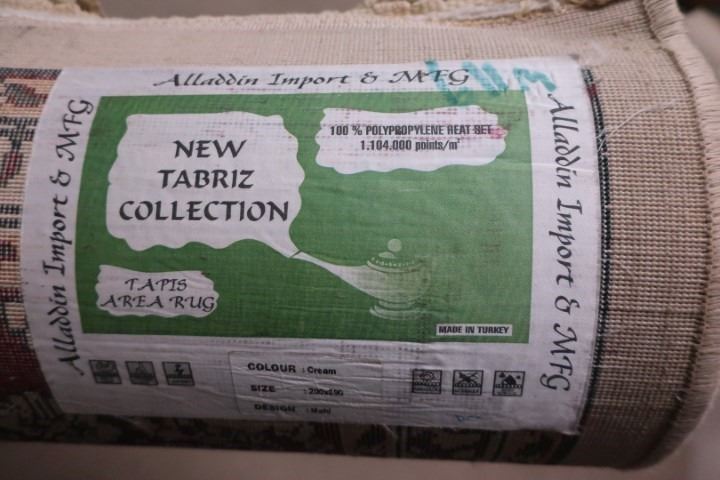 Alladdin Import & MFG
Alladdin Import & MFG
Alladdin Import & MFG
NEW
TABRIZ
COLLECTION
100 % POLYPROPYLENE HEAT SET
1.104.000 points/m²
TAPIS
AREA RUG
MADE IN TURKEY
COLOUR : Cream
SIZE :
DESIGN :